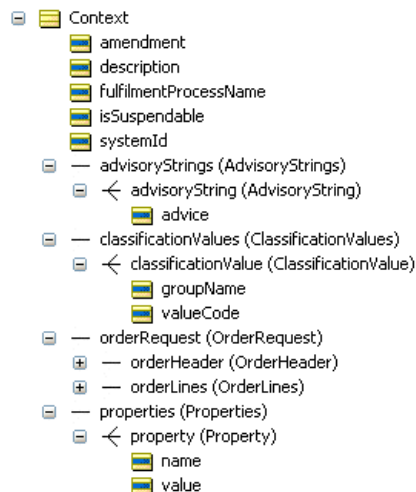 Context
amendment
description
fulfilmentProcessName
isSuspendable
systemId
advisoryStrings (AdvisoryStrings)
advisoryString (AdvisoryString)
advice
classificationValues (ClassificationValues)
classificationValue (ClassificationValue)
groupName
valueCode
orderRequest (OrderRequest)
orderHeader (OrderHeader)
orderLines (OrderLines)
properties (Properties)
property (Property)
name
value